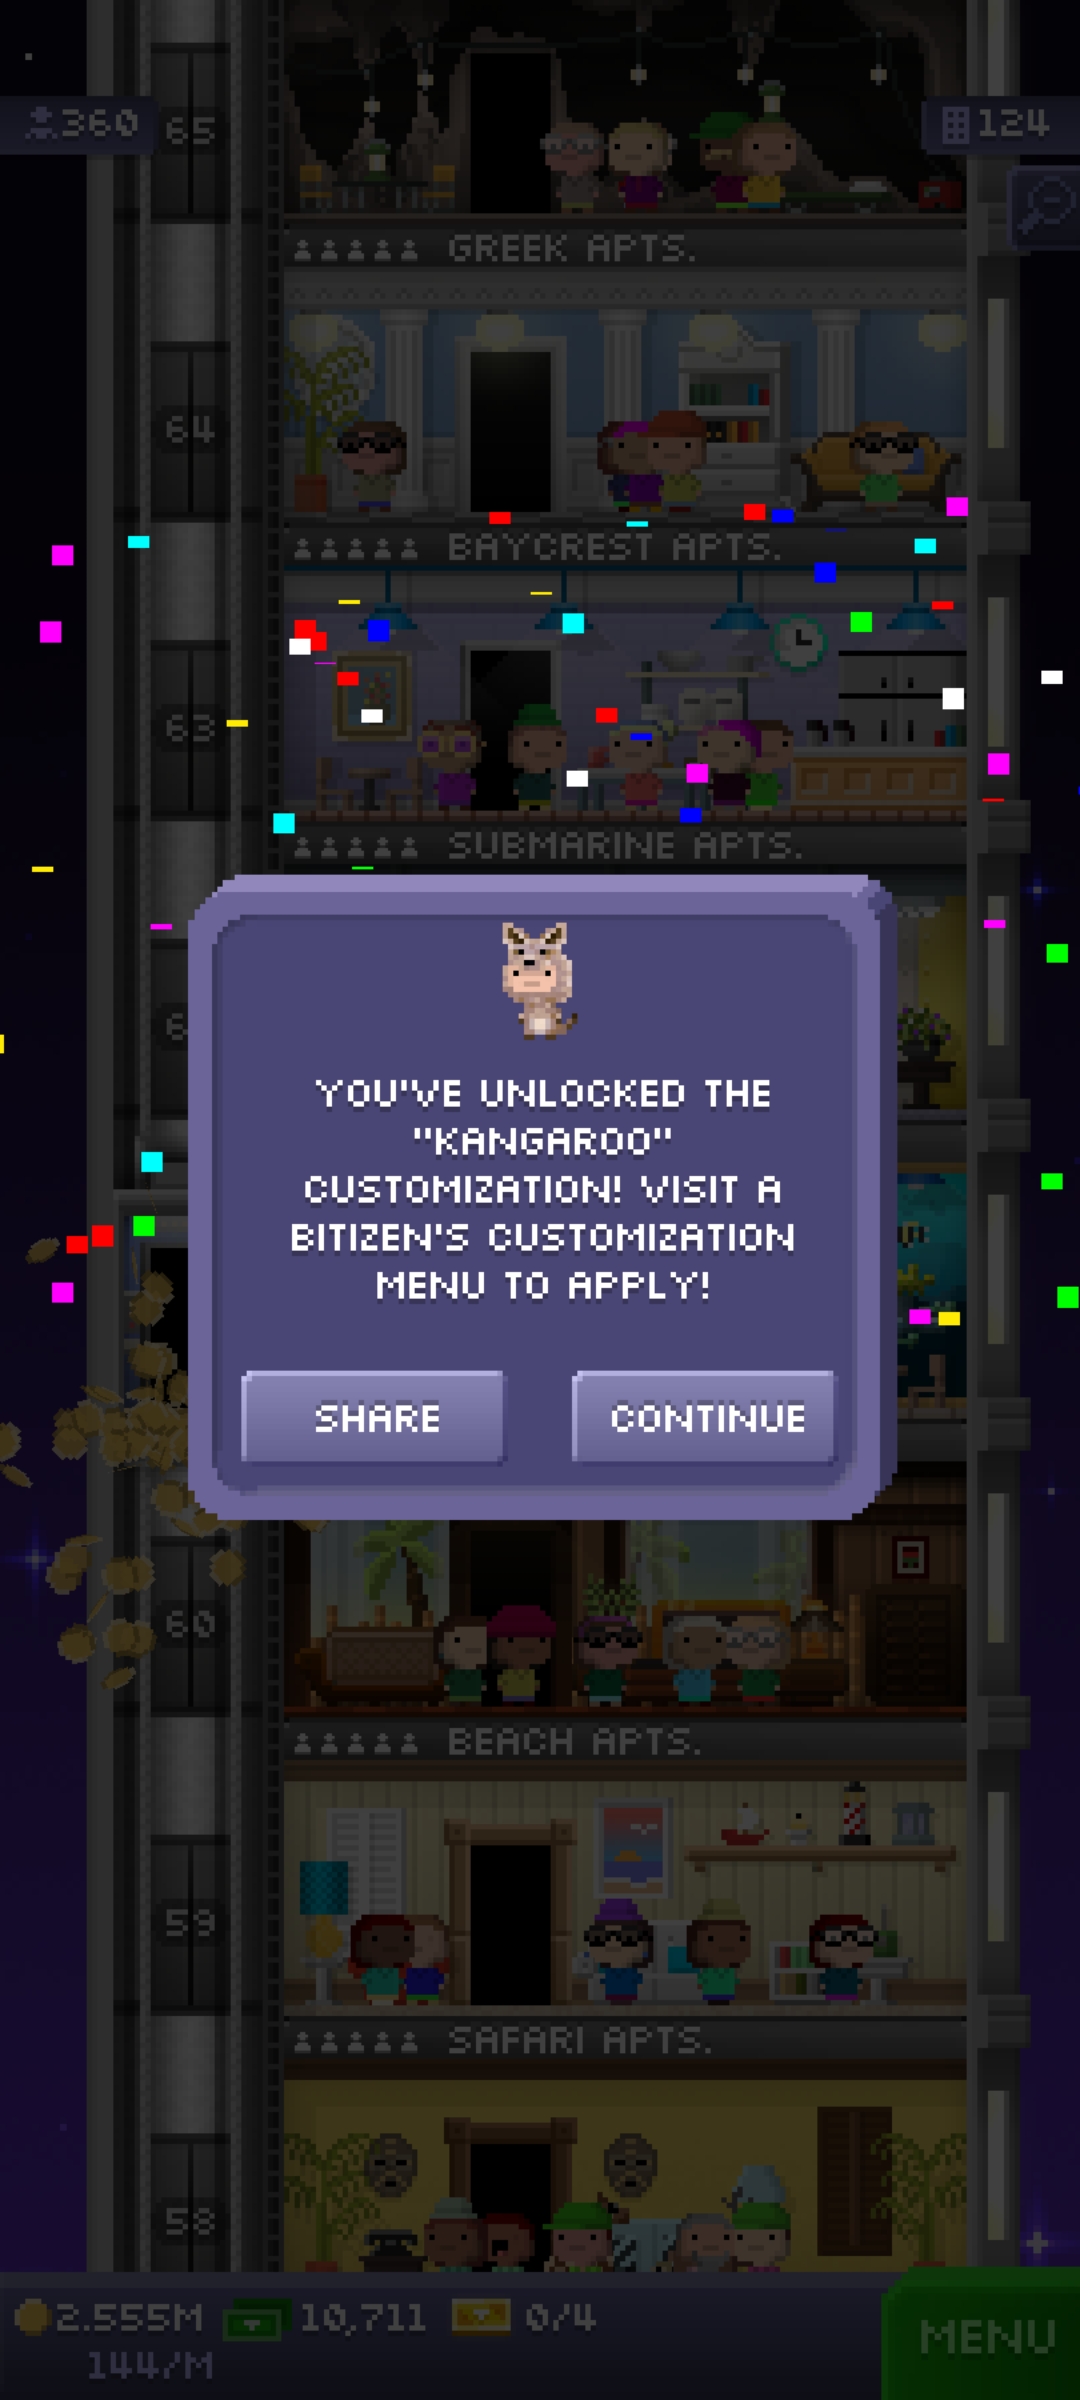 360
65
124
GREEK APTS.
64
BAYCREST APTS.
63
SUBMARINE APTS.
YOU'VE UNLOCKED THE
"KANGAROO"
CUSTOMIZATION! VISIT A
BITIZEN'S CUSTOMIZATION
MENU TO APPLY!
SHARE
CONTINUE
60
BEACH APTS.
59
SAFARI APTS.
58
2.555M
10,711
0/4
MENU
144/M